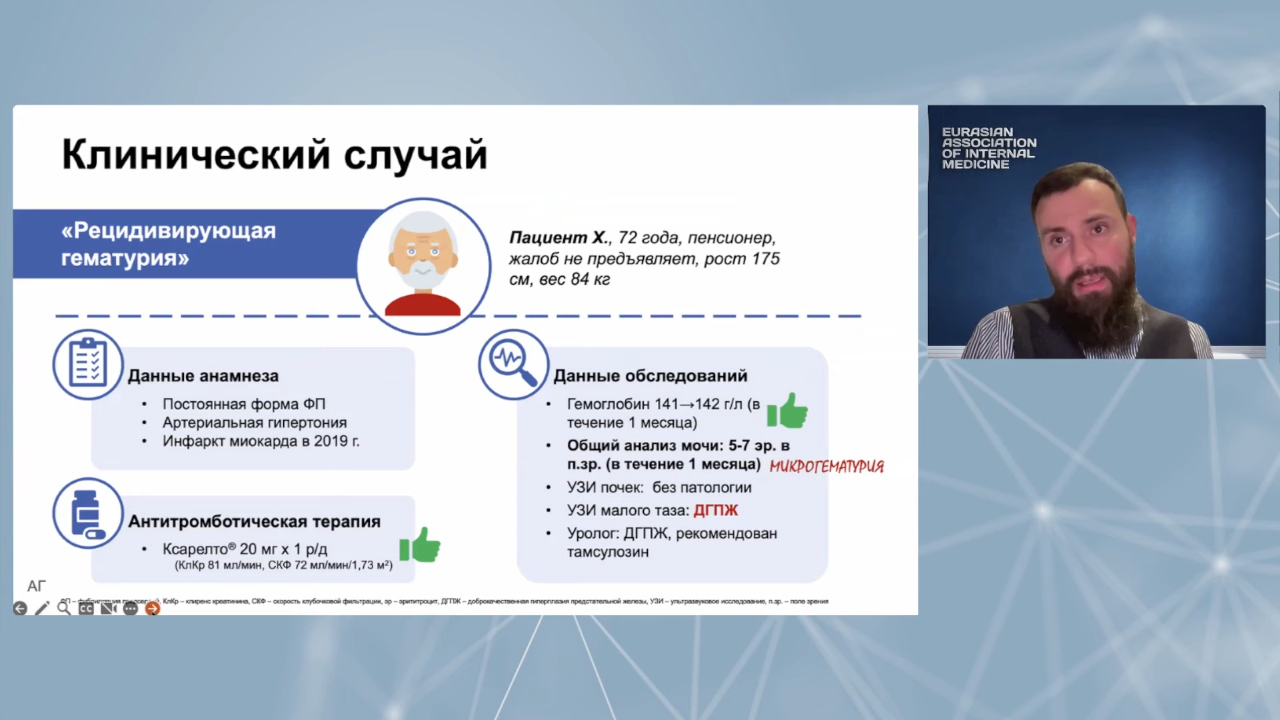 Клинический случай
«Рецидивирующая
гематурия»
Пациент Х., 72 года, пенсионер,
жалоб не предъявляет, рост 175
см, вес 84 кг
Данные анамнеза
• Постоянная форма ФП
• Артериальная гипертония
• Инфаркт миокарда в 2019 г.
Антитромботическая терапия
• Ксарелто® 20 мг х 1 р/д
(КлКр 81 мл/мин, СКФ 72 мл/мин/1,73 м²)
Данные обследований
• Гемоглобин 141→142 г/л (в
течение 1 месяца)
• Общий анализ мочи: 5-7 эр. в
п.зр. (в течение 1 месяца) МИКРОГЕМАТУРИЯ
• УЗИ почек: без патологии
• УЗИ малого таза: ДГПЖ
• Уролог: ДГПЖ, рекомендован
тамсулозин
АГ
КлКр – клиренс креатинина, СКФ – скорость клубочковой фильтрации, эр – эритроцит, ДГПЖ – доброкачественная гиперплазия предстательной железы, УЗИ – ультразвуковое исследование, п.зр. – поле зрения
CC
EURASIAN
ASSOCIATION
OF INTERNAL
MEDICINE